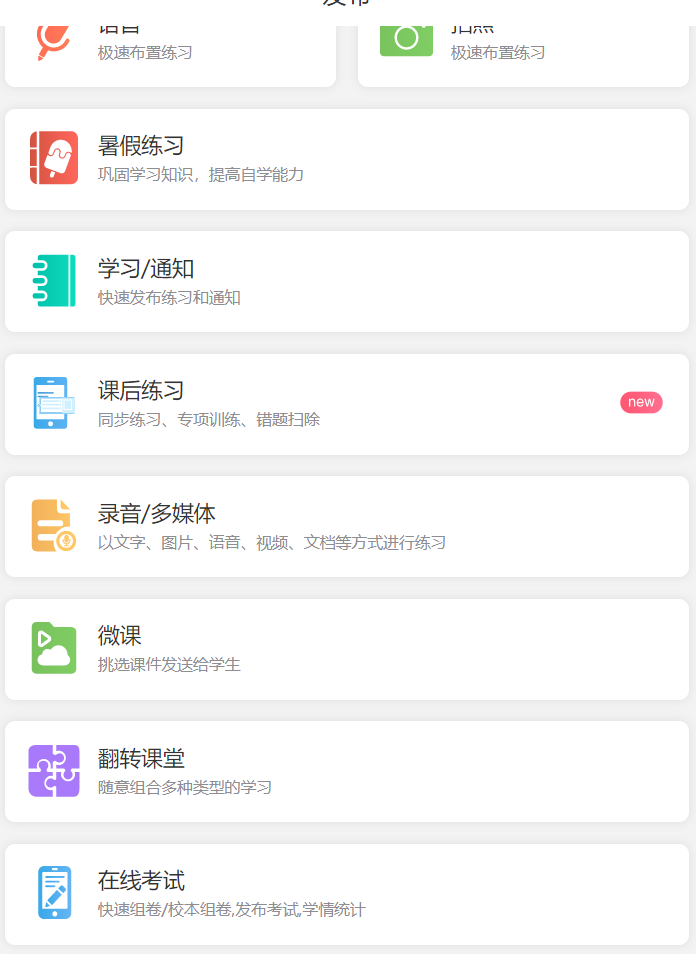 发布
语音
极速布置练习
拍照
极速布置练习
暑假练习
巩固学习知识，提高自学能力
学习/通知
快速发布练习和通知
课后练习
同步练习、专项训练、错题扫除
new
录音/多媒体
以文字、图片、语音、视频、文档等方式进行练习
微课
挑选课件发送给学生
翻转课堂
随意组合多种类型的学习
在线考试
快速组卷/校本组卷,发布考试,学情统计